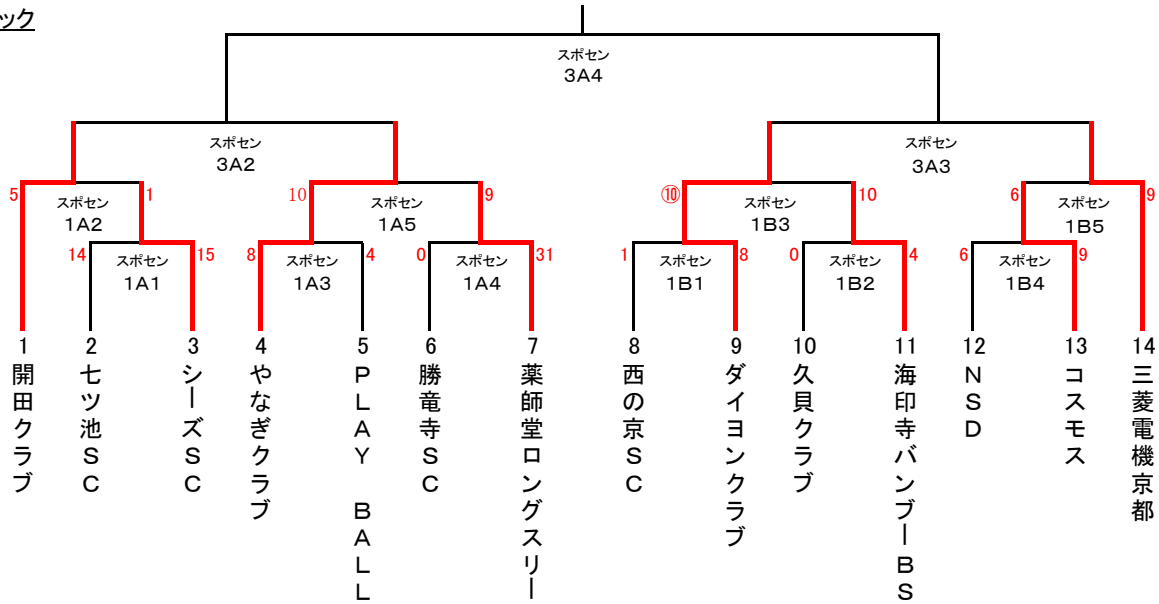 ック
スポセン
3A4
スポセン
3A2
スポセン
3A3
5
1
10
9
⑩
10
6
9
スポセン
1A2
スポセン
1A5
スポセン
1B3
スポセン
1B5
14
15
8
4
0
31
1
8
0
4
6
9
スポセン
1A1
スポセン
1A3
スポセン
1A4
スポセン
1B1
スポセン
1B2
スポセン
1B4
1
開田クラブ
2
七ツ池SC
3
シーズSC
4
やなぎクラブ
5
PLAY BALL
6
勝竜寺SC
7
薬師堂ロングスリー
8
西の京SC
9
ダイヨンクラブ
10
久貝クラブ
11
海印寺バンブーBS
12
NSD
13
コスモス
14
三菱電機京都